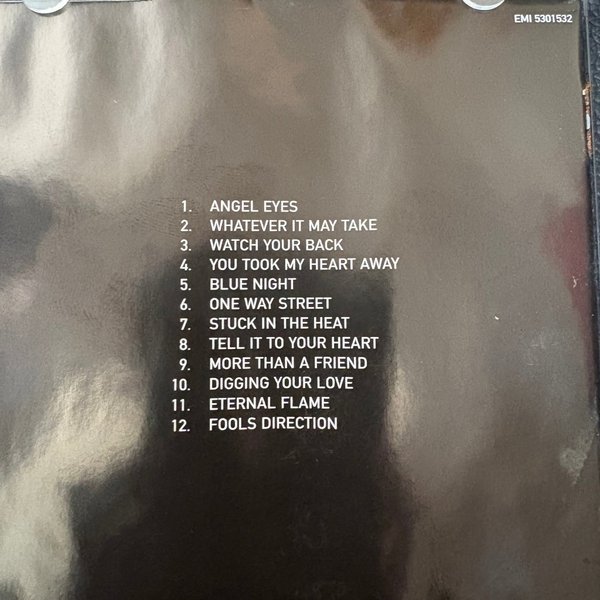 EMI 5301532
1. ANGEL EYES
2. WHATEVER IT MAY TAKE
3. WATCH YOUR BACK
4. YOU TOOK MY HEART AWAY
5. BLUE NIGHT
6. ONE WAY STREET
7. STUCK IN THE HEAT
8. TELL IT TO YOUR HEART
9. MORE THAN A FRIEND
10. DIGGING YOUR LOVE
11. ETERNAL FLAME
12. FOOLS DIRECTION